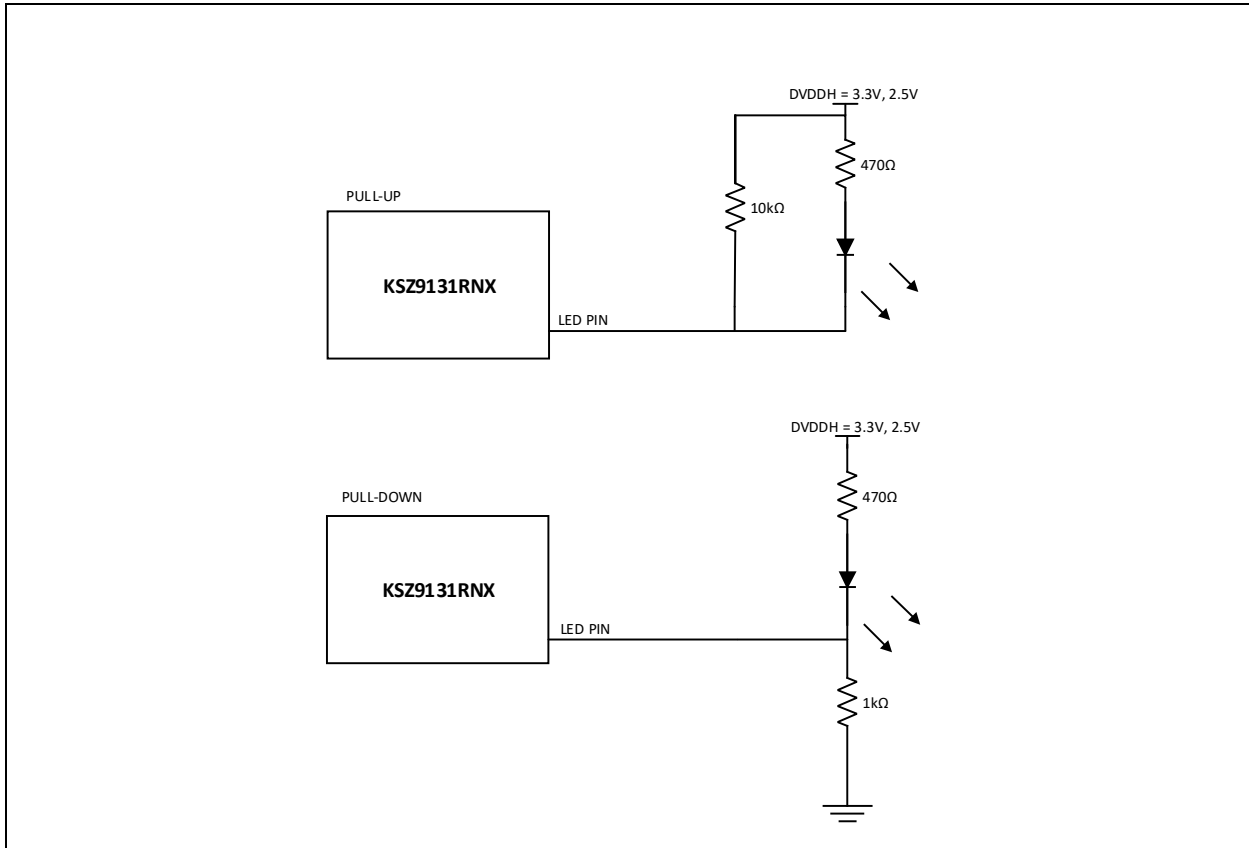 DVDDH = 3.3V, 2.5V
470Ω
PULL-UP
10kΩ
KSZ9131RNX
LED PIN
DVDDH = 3.3V, 2.5V
470Ω
PULL-DOWN
KSZ9131RNX
LED PIN
1kΩ